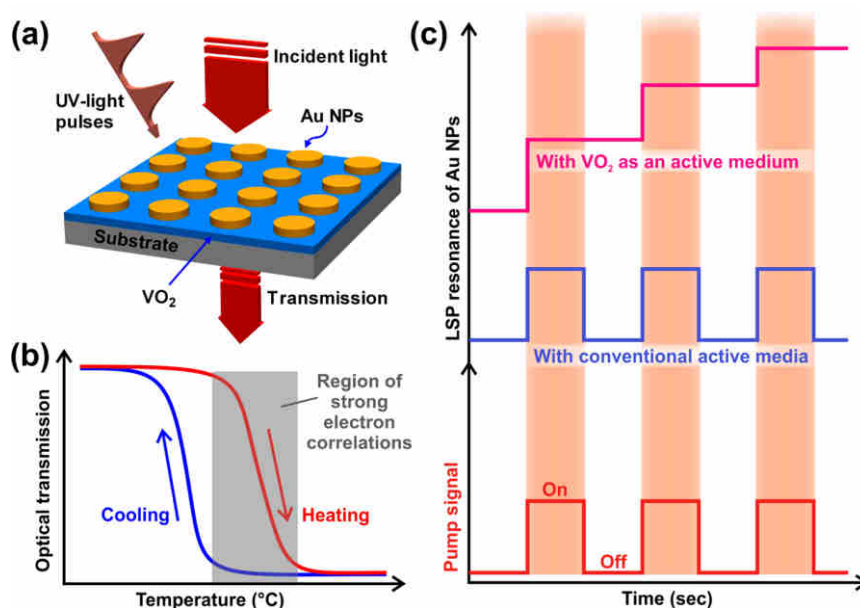 (a)
UV-light
pulses
Incident light
Au NPs
Substrate
VO₂
Transmission
(b)
Optical transmission
Cooling
Heating
Region of
strong
electron
correlations
Temperature (°C)
(c)
LSP resonance of Au NPs
With VO₂ as an active medium
With conventional active media
Pump signal
On
Off
Time (sec)